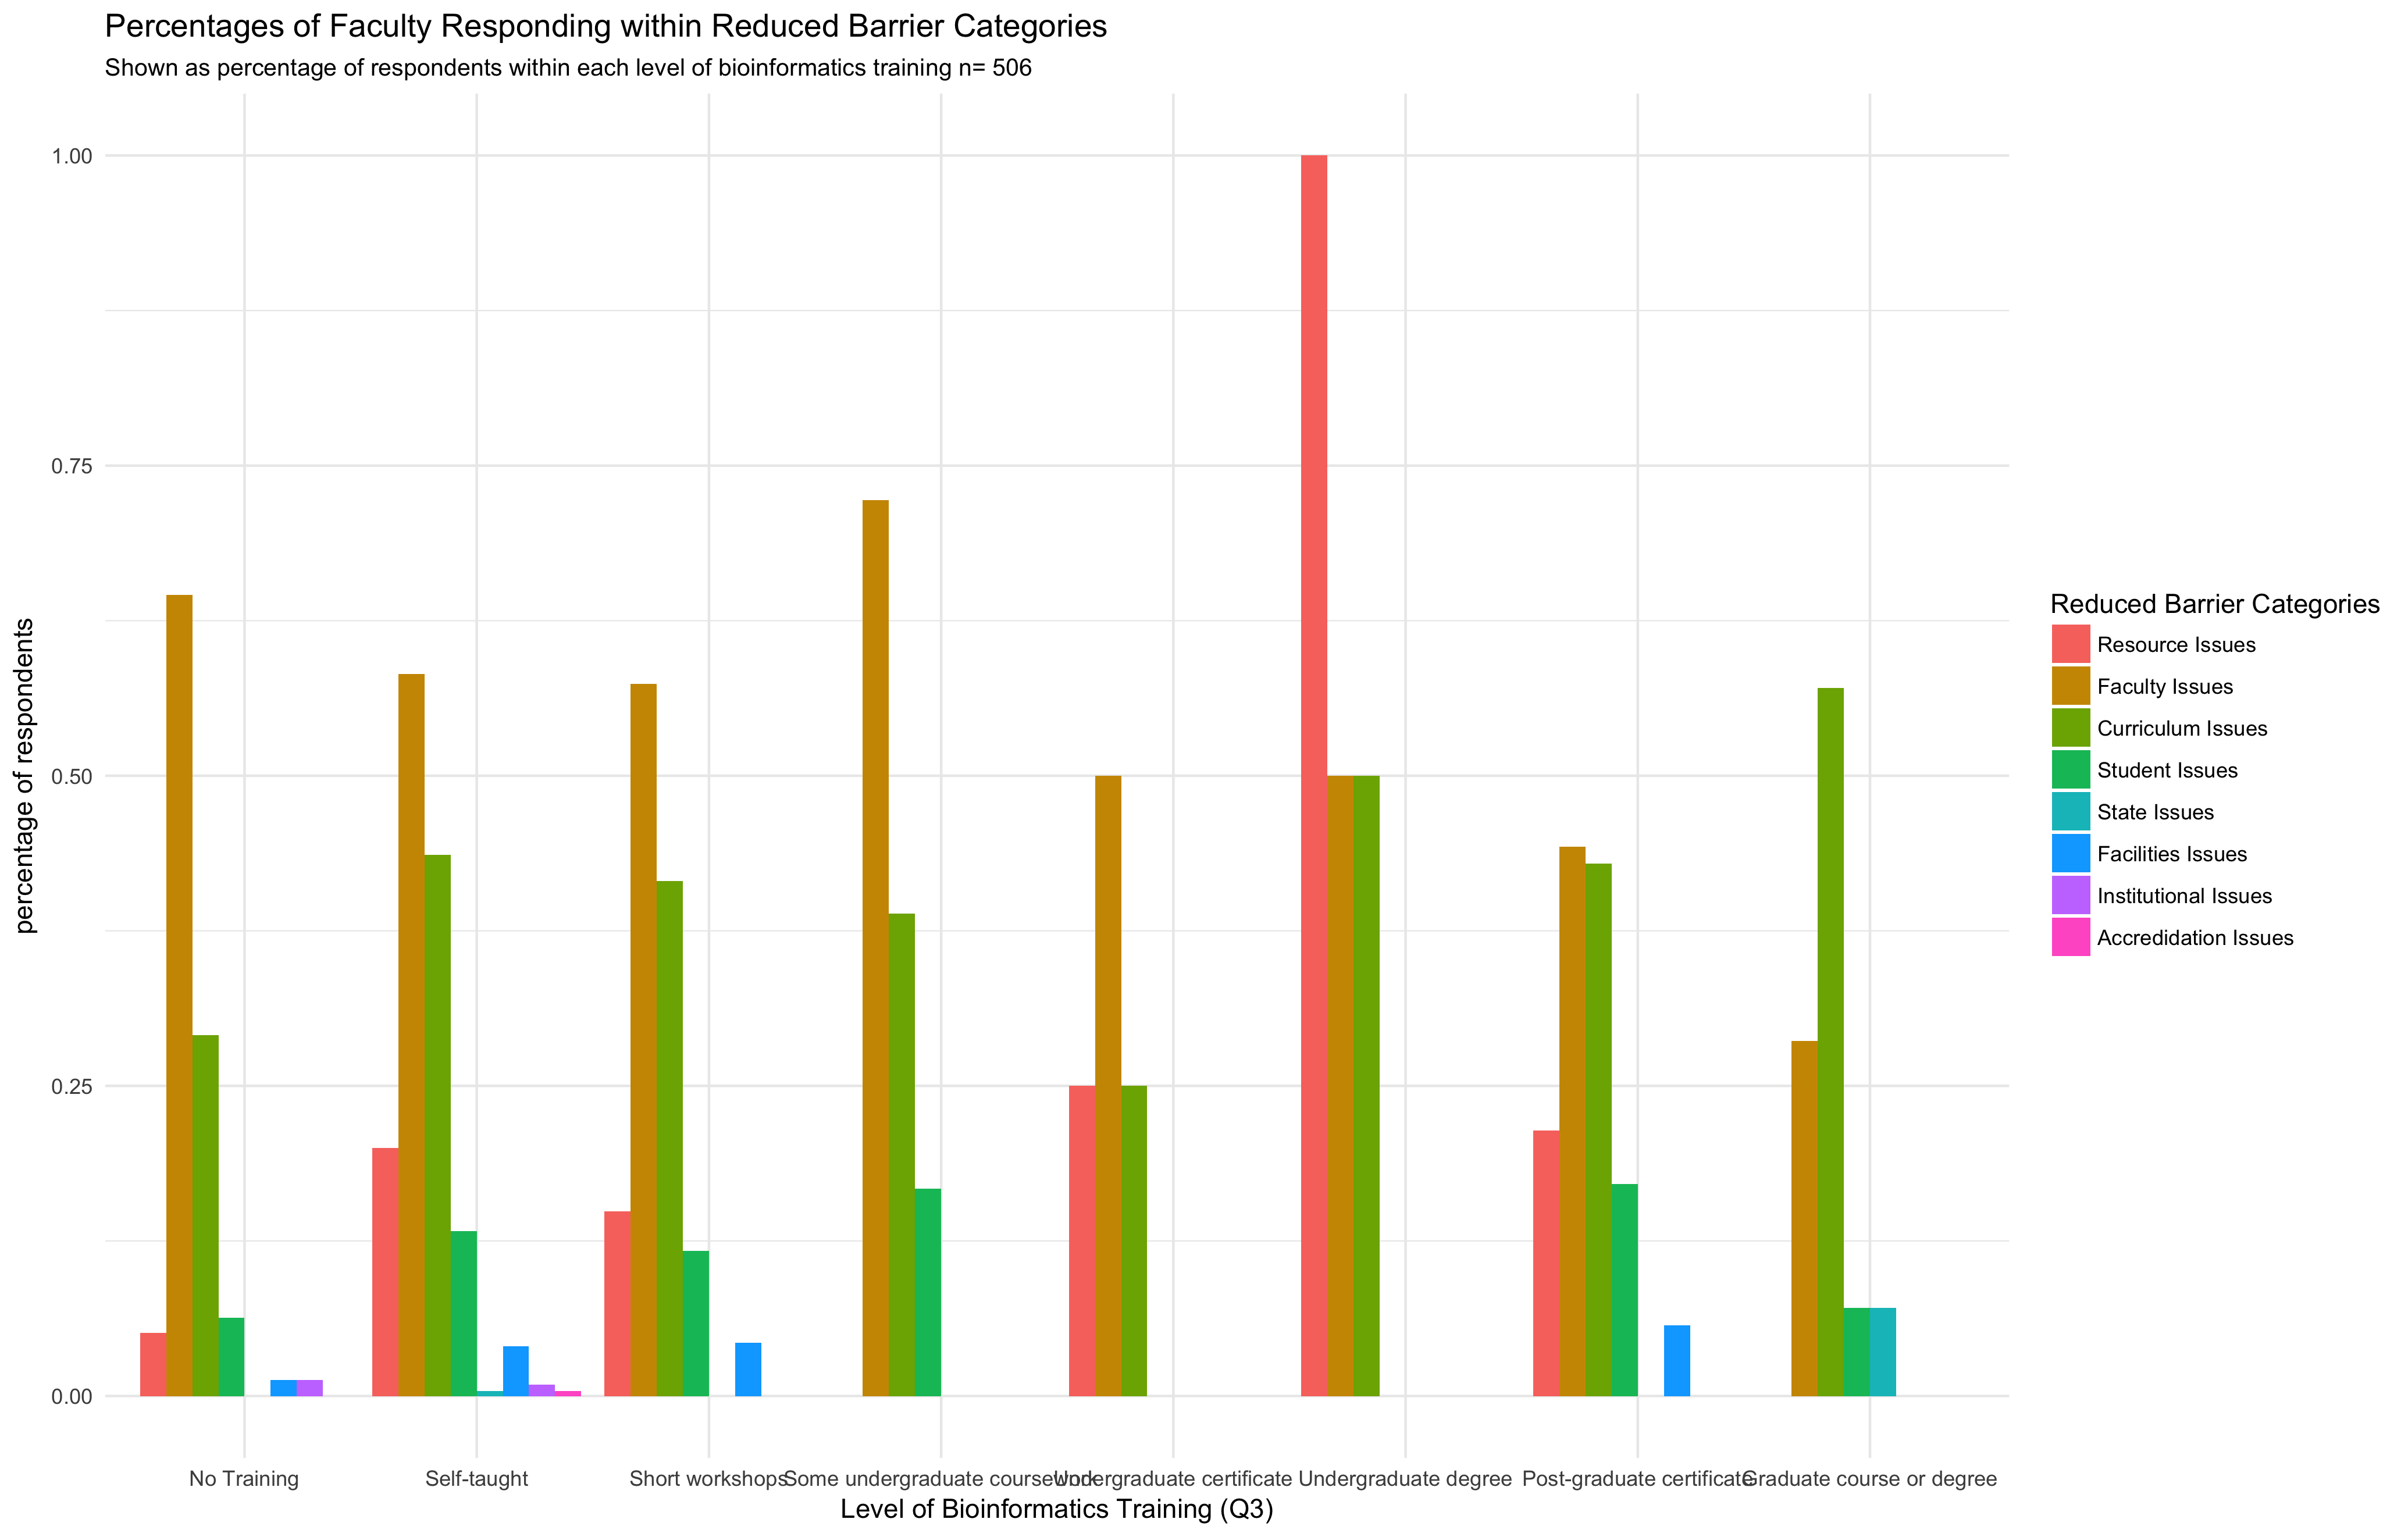 Percentages of Faculty Responding within Reduced Barrier Categories
Shown as percentage of respondents within each level of bioinformatics training n= 506
percentage of respondents
1.00
0.75
0.50
0.25
0.00
No Training
Self-taught
Short workshops
Some undergraduate coursework
Undergraduate certificate
Undergraduate degree
Post-graduate certificate
Graduate course or degree
Level of Bioinformatics Training (Q3)
Reduced Barrier Categories
Resource Issues
Faculty Issues
Curriculum Issues
Student Issues
State Issues
Facilities Issues
Institutional Issues
Accredidation Issues